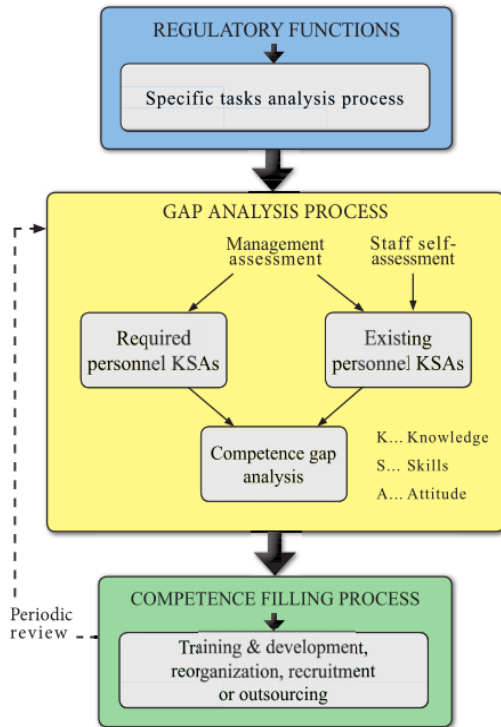 REGULATORY FUNCTIONS
Specific tasks analysis process
GAP ANALYSIS PROCESS
Management
assessment
Staff self-
assessment
Required
personnel KSAs
Existing
personnel KSAs
Competence gap
analysis
K... Knowledge
S... Skills
A... Attitude
Periodic
review
COMPETENCE FILLING PROCESS
Training & development,
reorganization, recruitment
or outsourcing